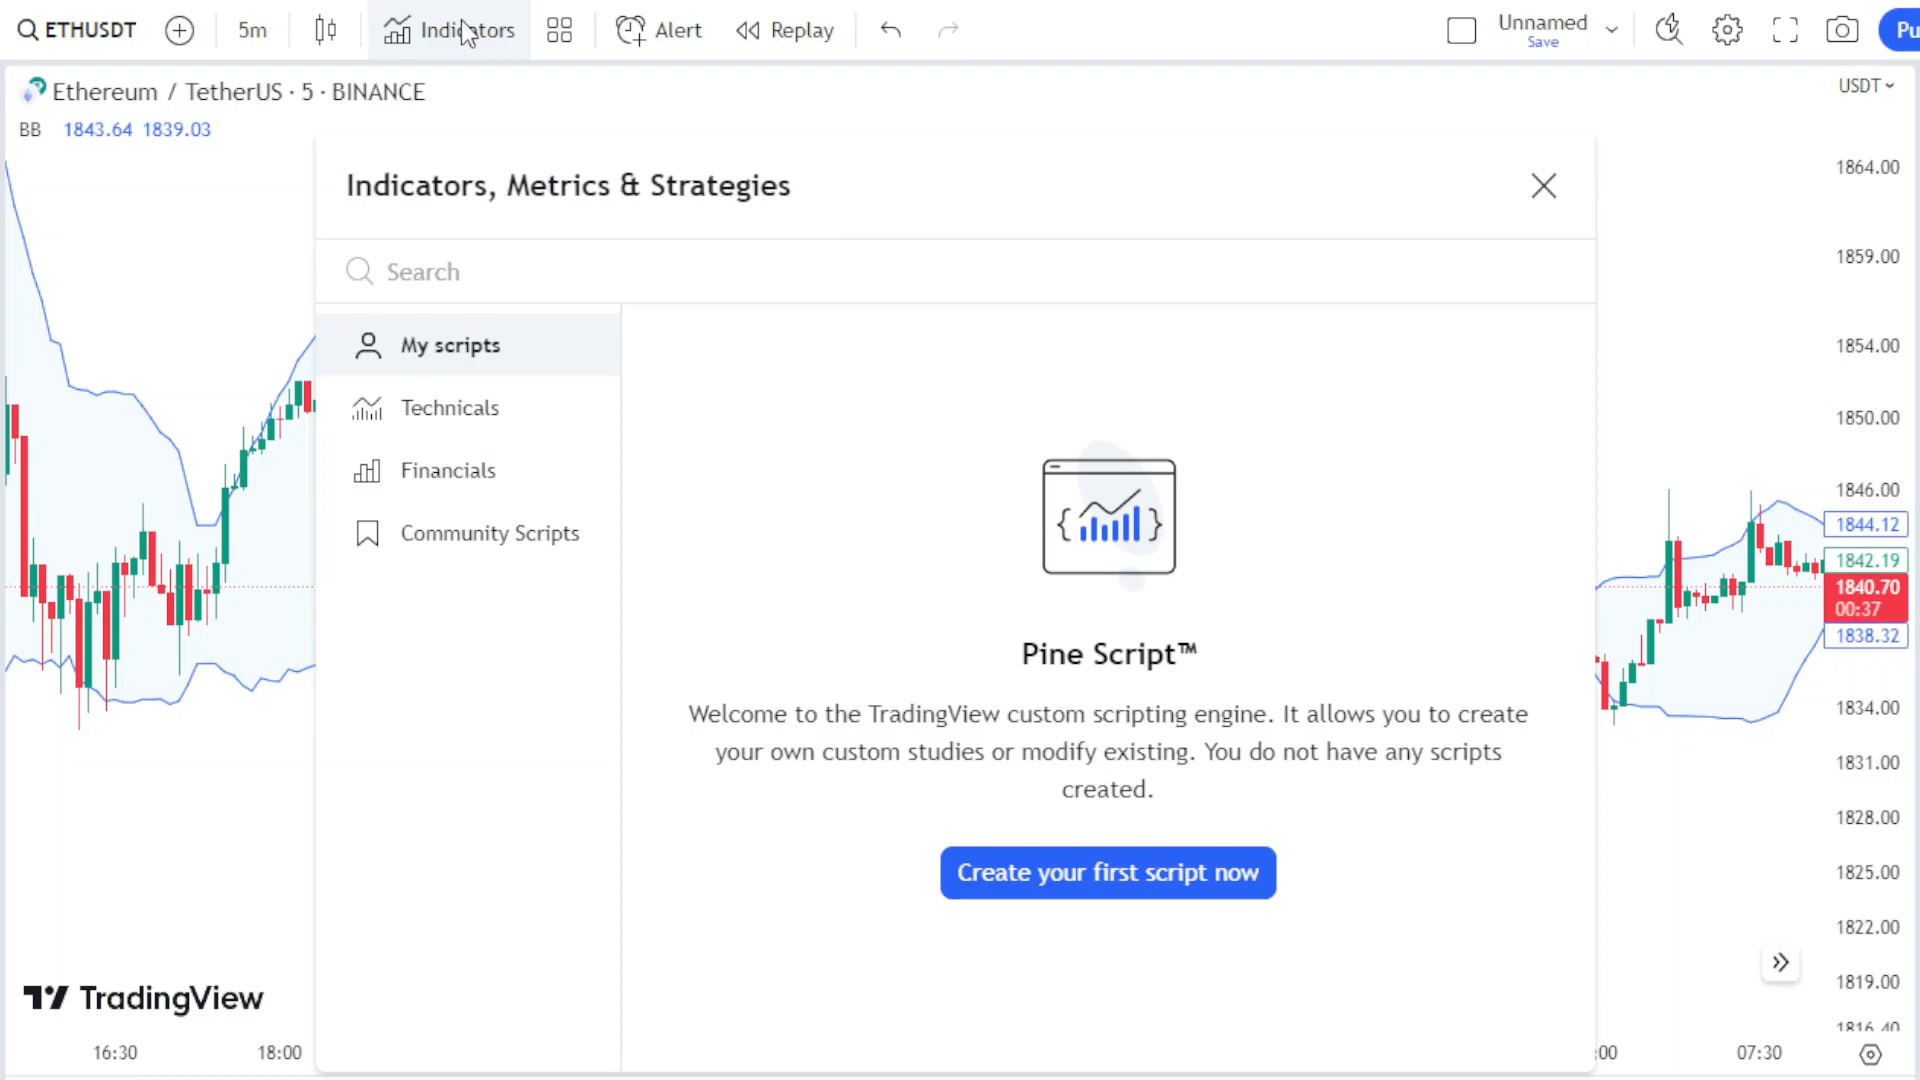 ETHUSDT
5m
Indicators
Alert
Replay
Unnamed
Save
Pu
Ethereum / TetherUS · 5 · BINANCE
USDT
BB 1843.64 1839.03
Indicators, Metrics & Strategies
Search
My scripts
Technicals
Financials
Community Scripts
Pine Script™
Welcome to the TradingView custom scripting engine. It allows you to create
your own custom studies or modify existing. You do not have any scripts
created.
Create your first script now
1864.00
1859.00
1854.00
1850.00
1846.00
1844.12
1842.19
1840.70
00:37
1838.32
1834.00
1831.00
1828.00
1825.00
1822.00
1819.00
1816.40
TradingView
16:30
18:00
:00
07:30